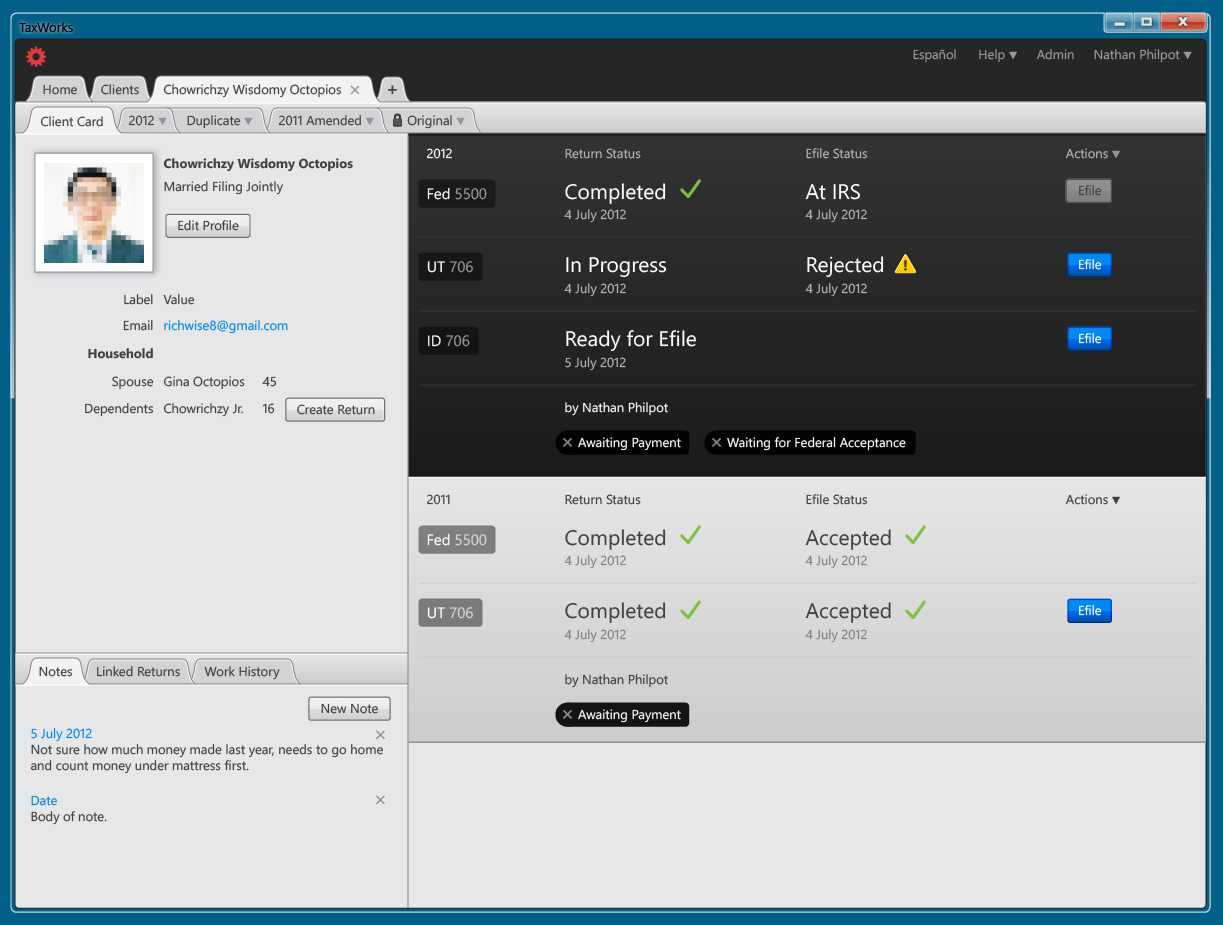 TaxWorks
Español Help ▼ Admin Nathan Philpot ▼
Home Clients Chowrichzy Wisdomy Octopios × +
Client Card 2012 ▼ Duplicate ▼ 2011 Amended ▼ Original ▼
Chowrichzy Wisdomy Octopios
Married Filing Jointly
Edit Profile
Label Value
Email richwise8@gmail.com
Household
Spouse Gina Octopios 45
Dependents Chowrichzy Jr. 16 Create Return
2012 Return Status Efile Status Actions ▼
Fed 5500 Completed At IRS Efile
4 July 2012 4 July 2012
UT 706 In Progress Rejected Efile
4 July 2012 4 July 2012
ID 706 Ready for Efile Efile
5 July 2012
by Nathan Philpot
× Awaiting Payment × Waiting for Federal Acceptance
2011 Return Status Efile Status Actions ▼
Fed 5500 Completed Accepted
4 July 2012 4 July 2012
UT 706 Completed Accepted Efile
4 July 2012 4 July 2012
by Nathan Philpot
× Awaiting Payment
Notes Linked Returns Work History
New Note
5 July 2012 ×
Not sure how much money made last year, needs to go home
and count money under mattress first.
Date ×
Body of note.